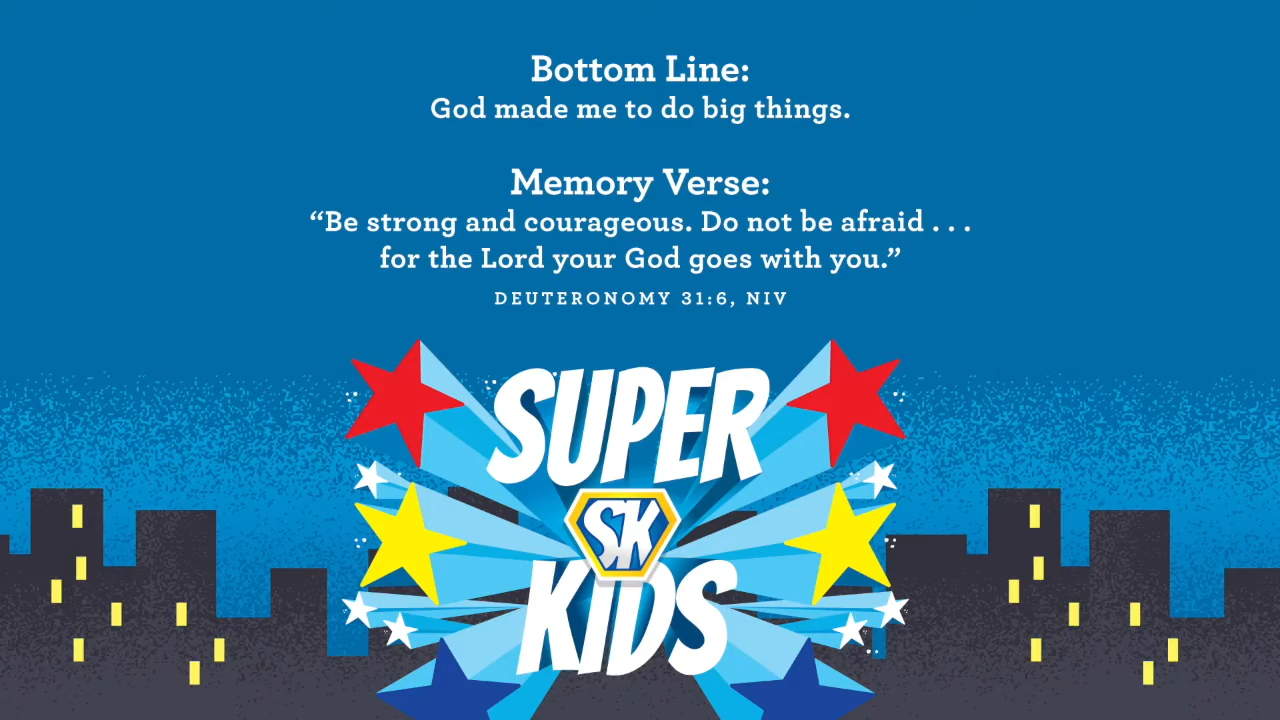 Bottom Line:
God made me to do big things.
Memory Verse:
“Be strong and courageous. Do not be afraid . . .
for the Lord your God goes with you.”
DEUTERONOMY 31:6, NIV
SUPER
SK
KIDS